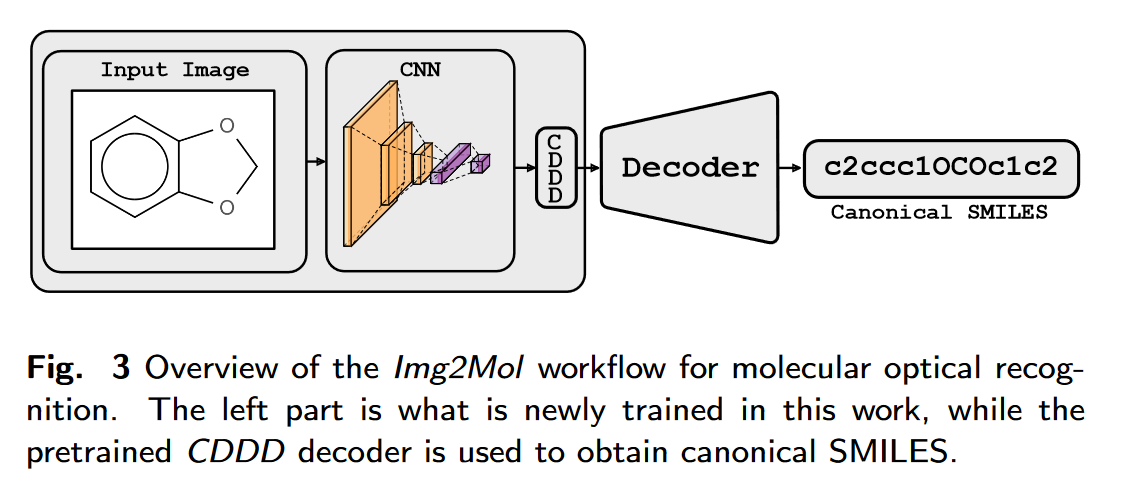 Input Image
CNN
O
O
C
D
D
D
Decoder
c2ccc1OCOc1c2
Canonical SMILES
Fig. 3 Overview of the Img2Mol workflow for molecular optical recog-
nition. The left part is what is newly trained in this work, while the
pretrained CDDD decoder is used to obtain canonical SMILES.